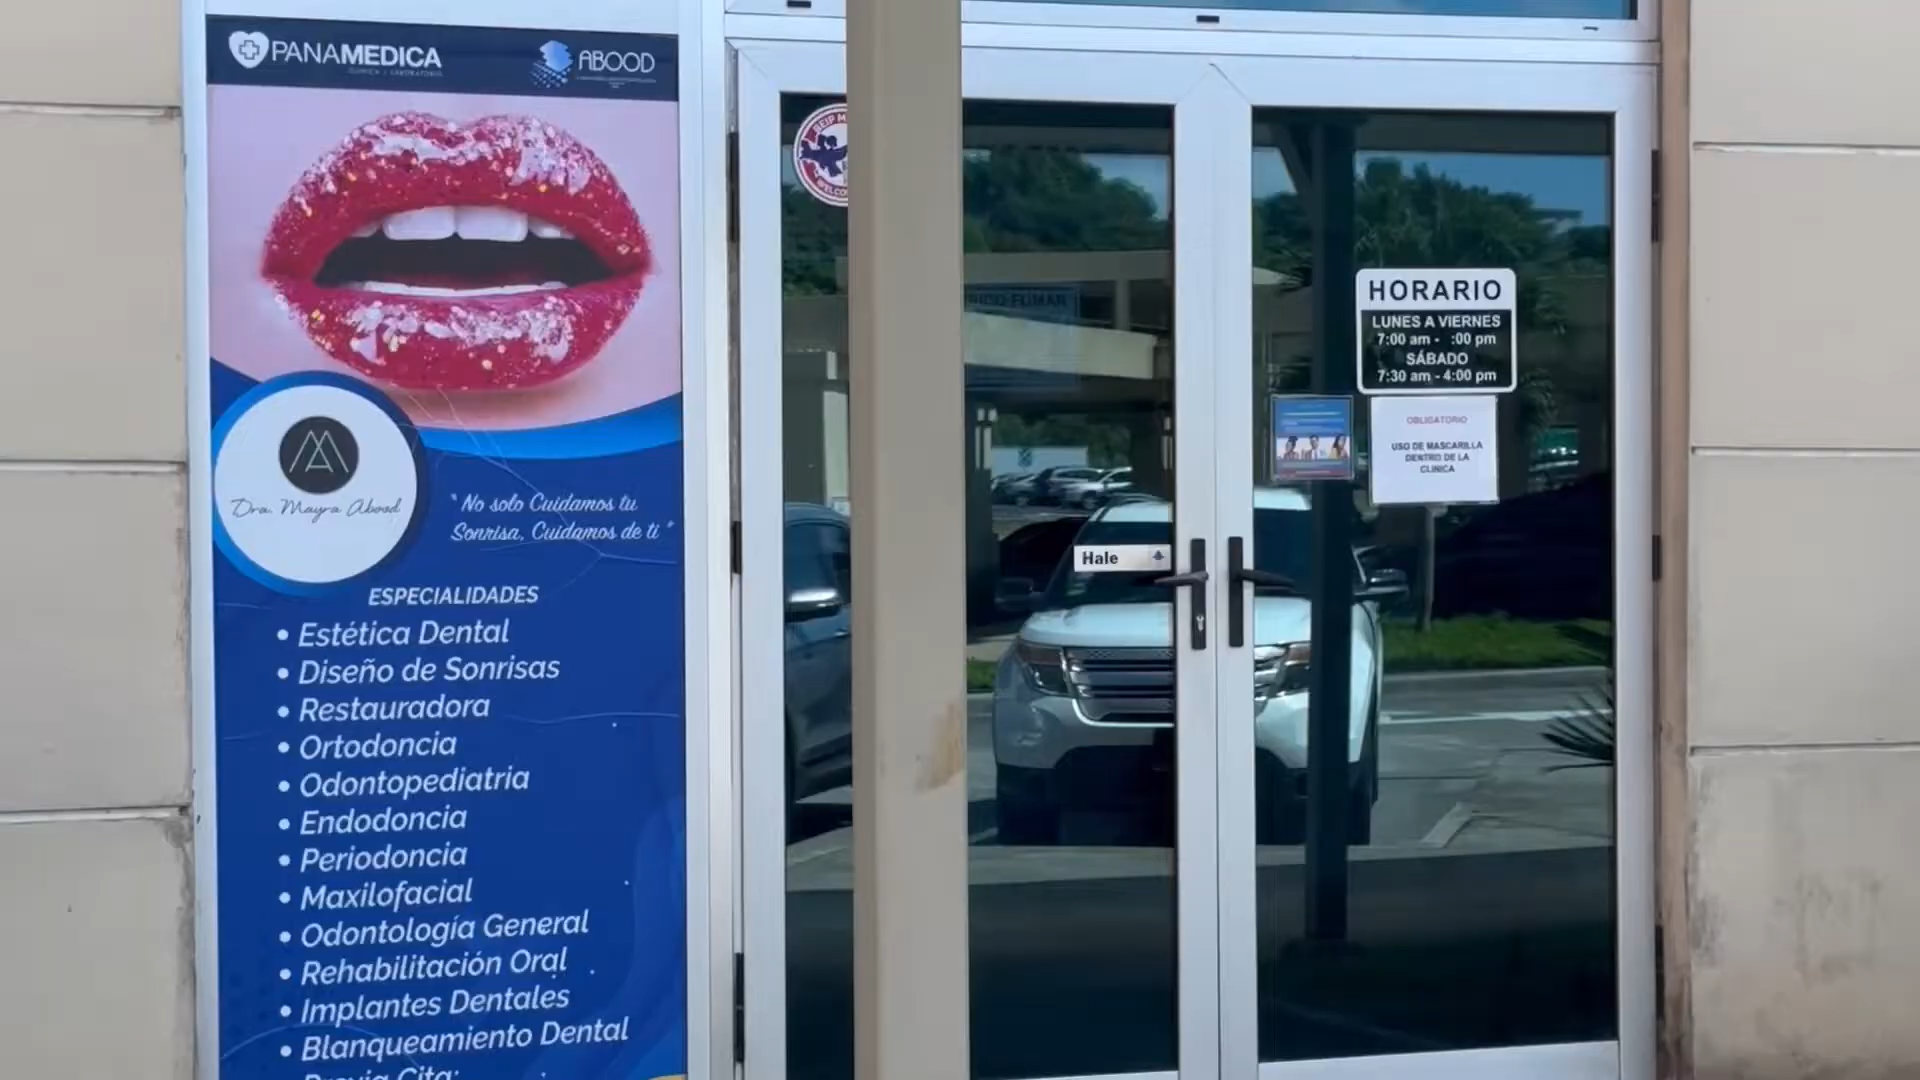 PANAMEDICA
ABOOD
Dra. Mayra Abood
"No solo Cuidamos tu
Sonrisa, Cuidamos de ti"
ESPECIALIDADES
• Estética Dental
• Diseño de Sonrisas
• Restauradora
• Ortodoncia
• Odontopediatria
• Endodoncia
• Periodoncia
• Maxilofacial
• Odontología General
• Rehabilitación Oral
• Implantes Dentales
• Blanqueamiento Dental
Previa Cita:
Hale
HORARIO
LUNES A VIERNES
7:00 am - :00 pm
SÁBADO
7:30 am - 4:00 pm
OBLIGATORIO
USO DE MASCARILLA
DENTRO DE LA
CLINICA